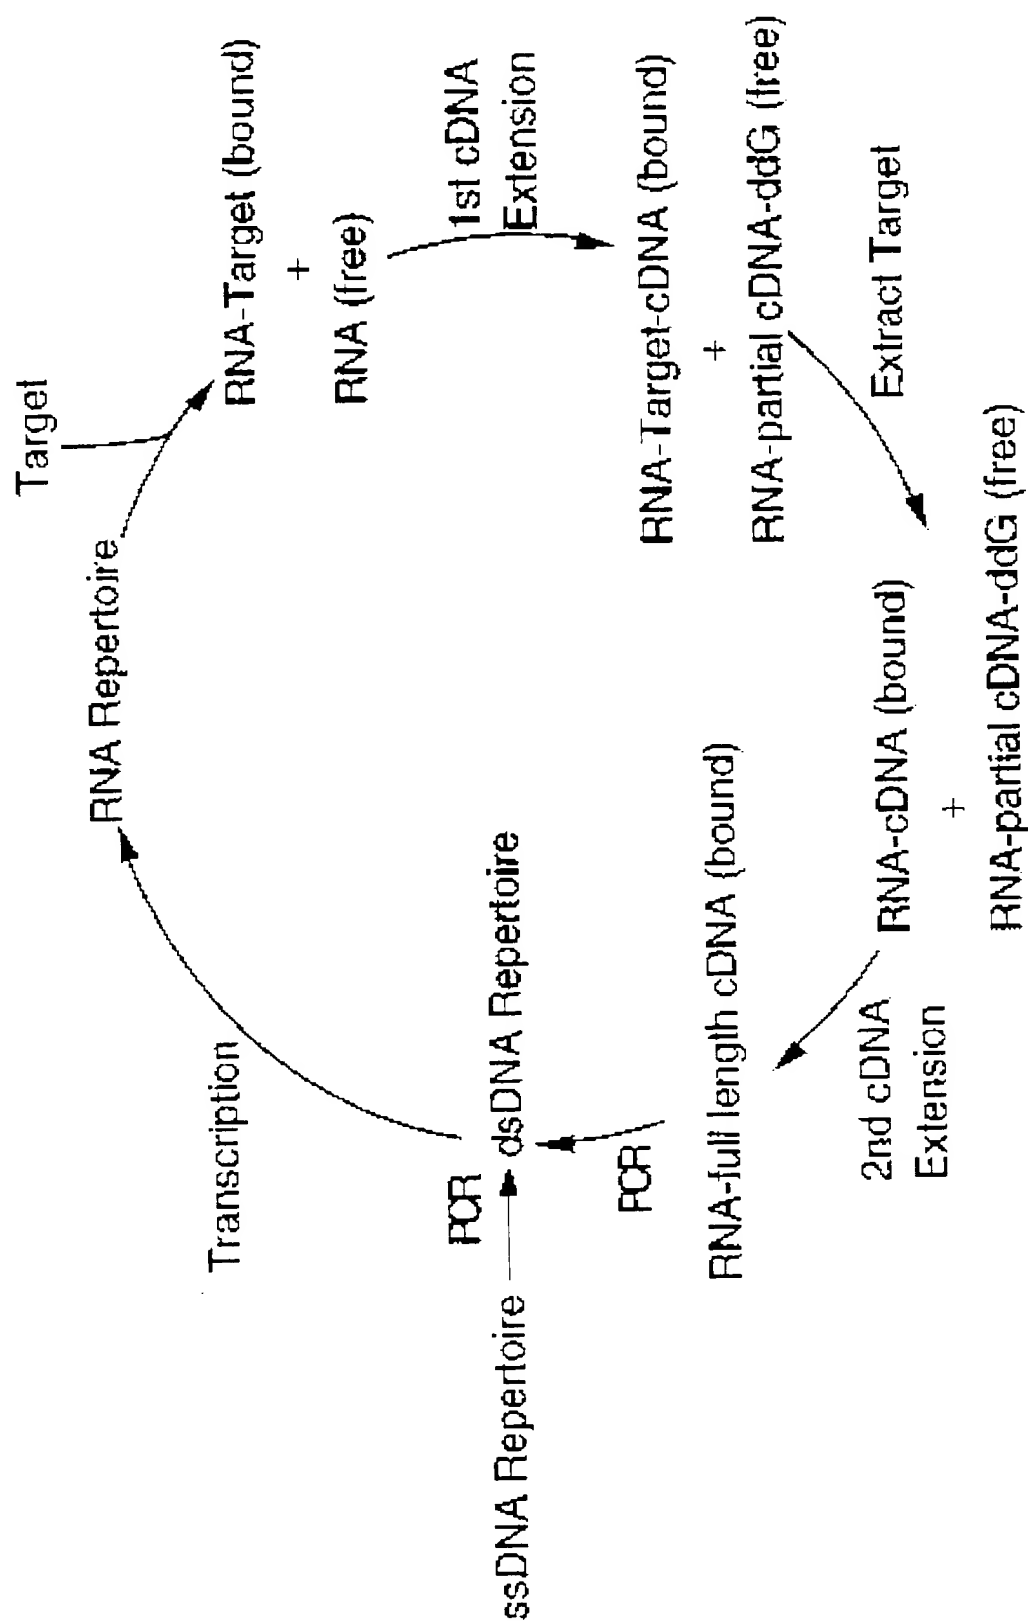 ssDNA Repertoire
PCR
dsDNA Repertoire
Transcription
RNA Repertoire
Target
RNA-Target (bound)
+
RNA (free)
1st cDNA
Extension
RNA-Target-cDNA (bound)
+
RNA-partial cDNA-ddG (free)
Extract Target
RNA-cDNA (bound)
+
RNA-partial cDNA-ddG (free)
2nd cDNA
Extension
RNA-full length cDNA (bound)
PCR